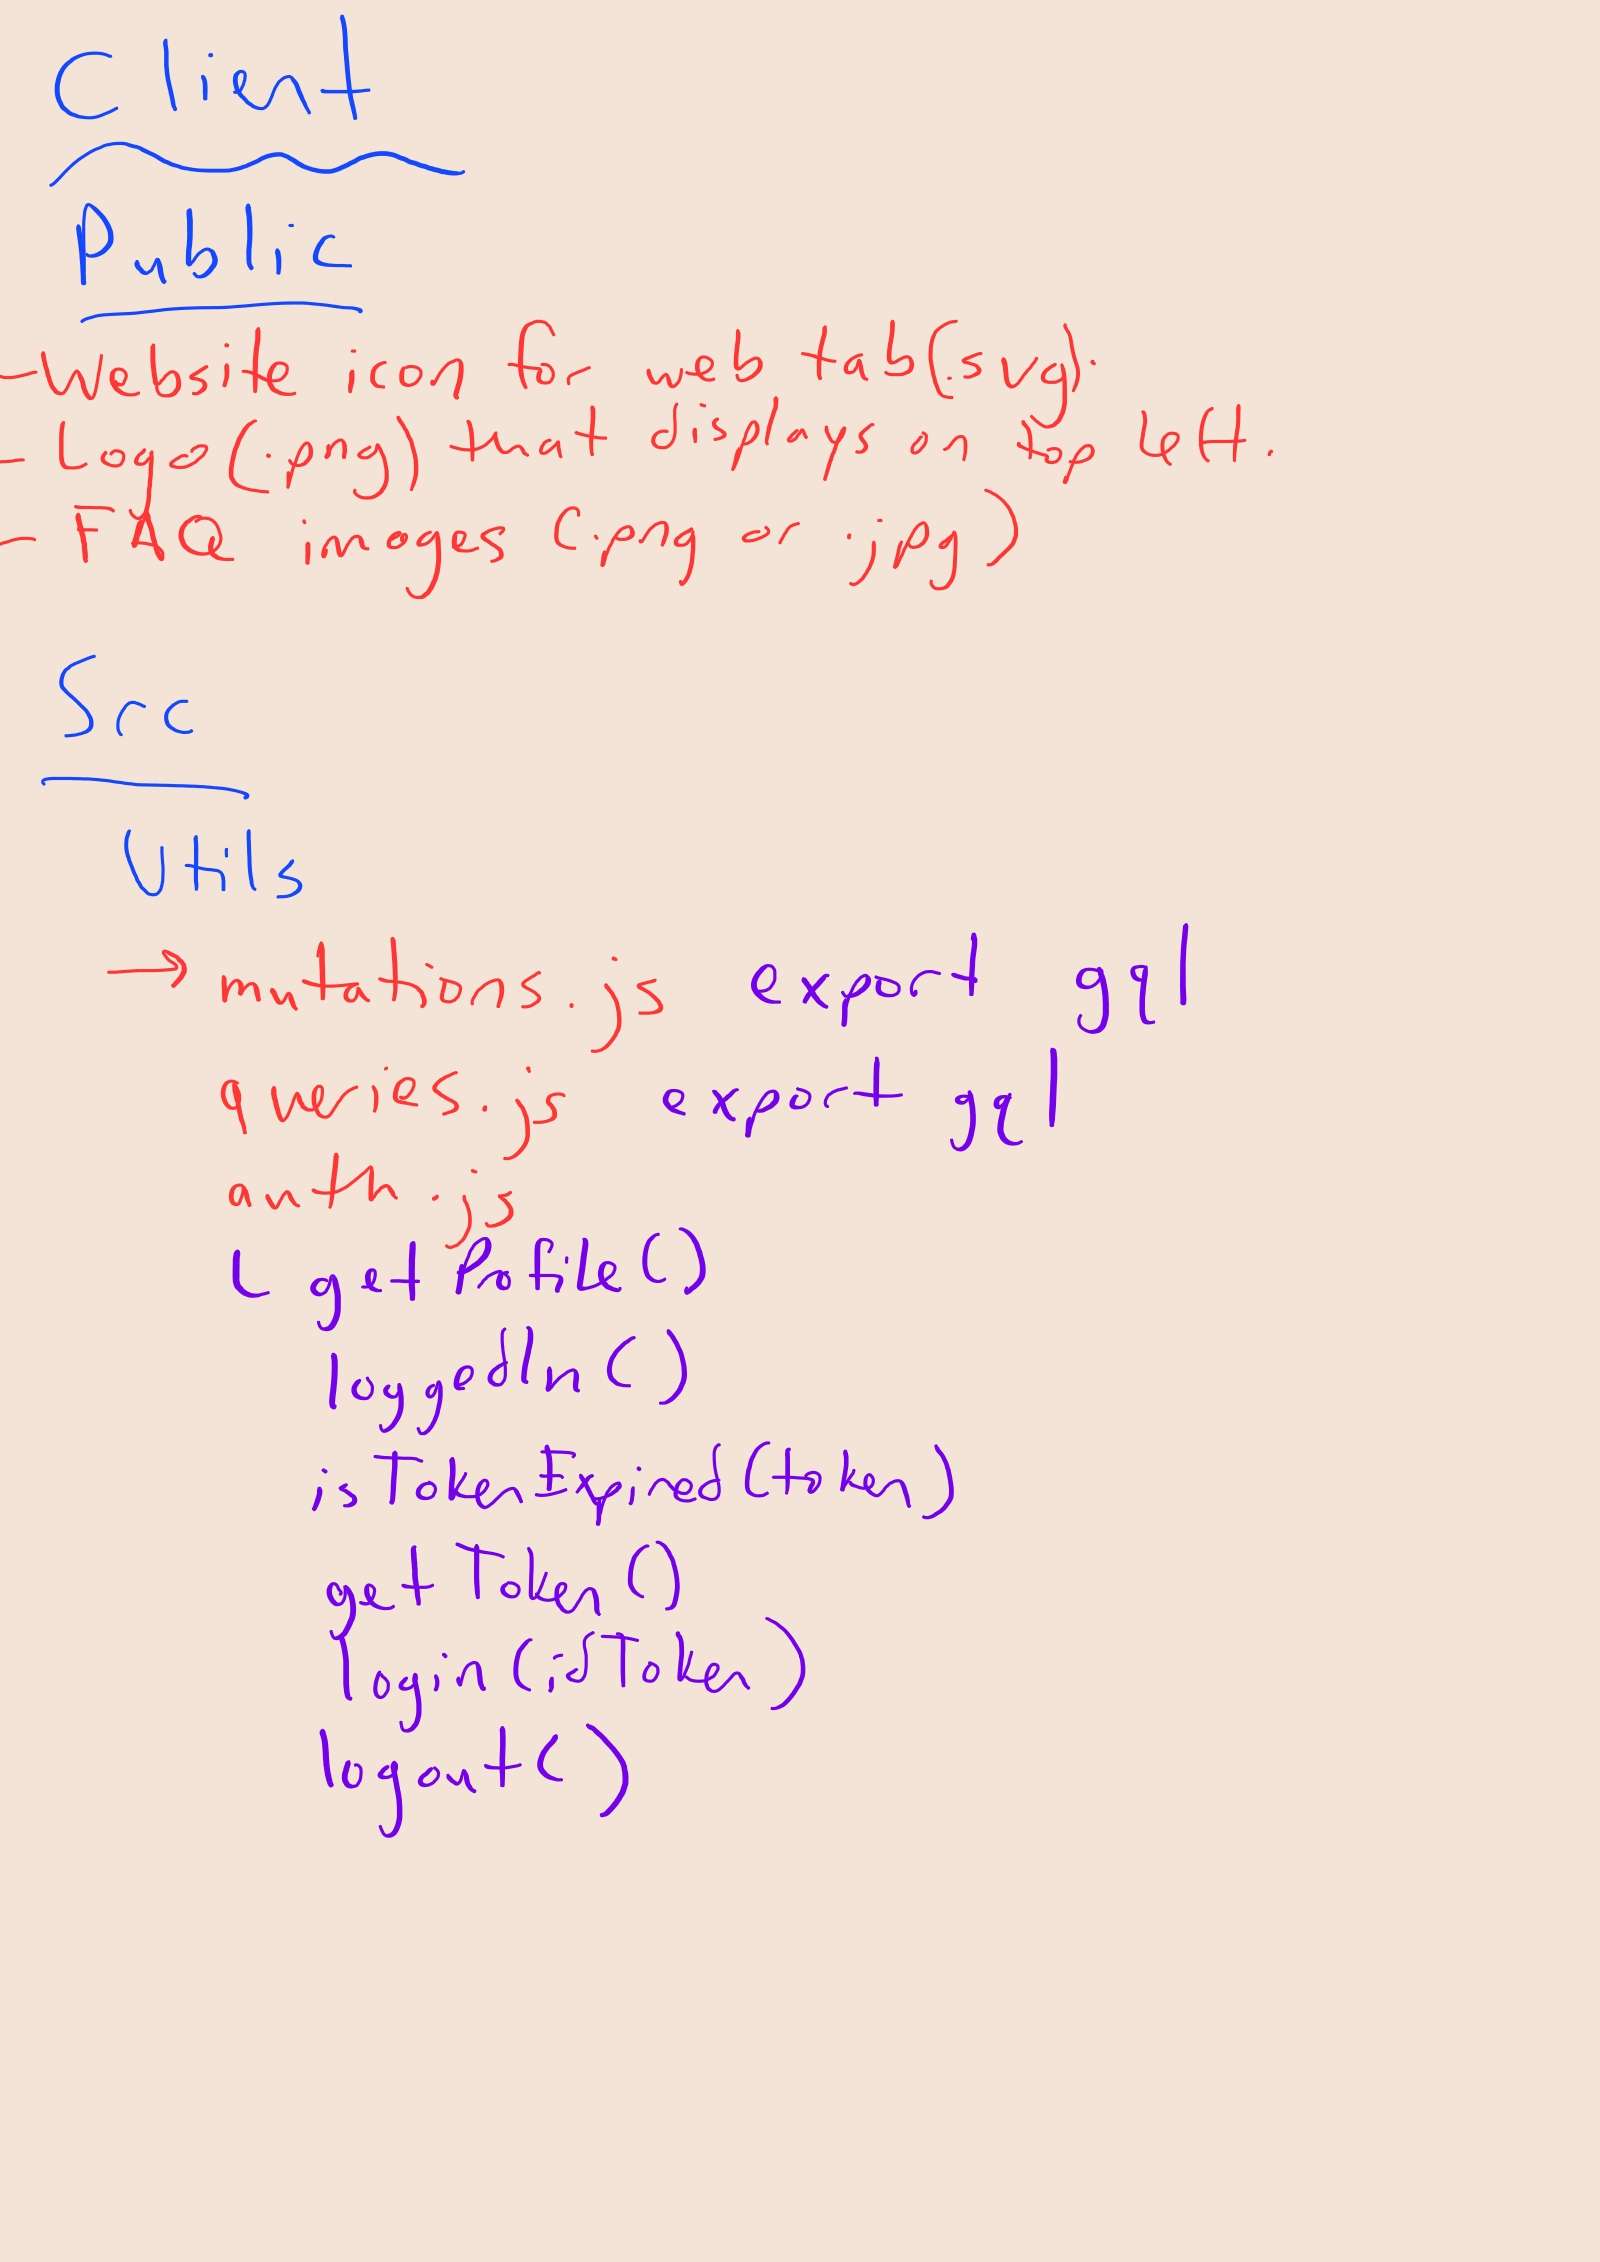 Client
Public
- Website icon for web tab(.svg).
- Logo(.png) that displays on top left.
- FAQ images (.png or .jpg)
Src
Utils
→ mutations.js export gql
queries.js export gql
auth.js
getProfile()
loggedIn()
isTokenExpired(token)
getToken()
login(idToken)
logout()